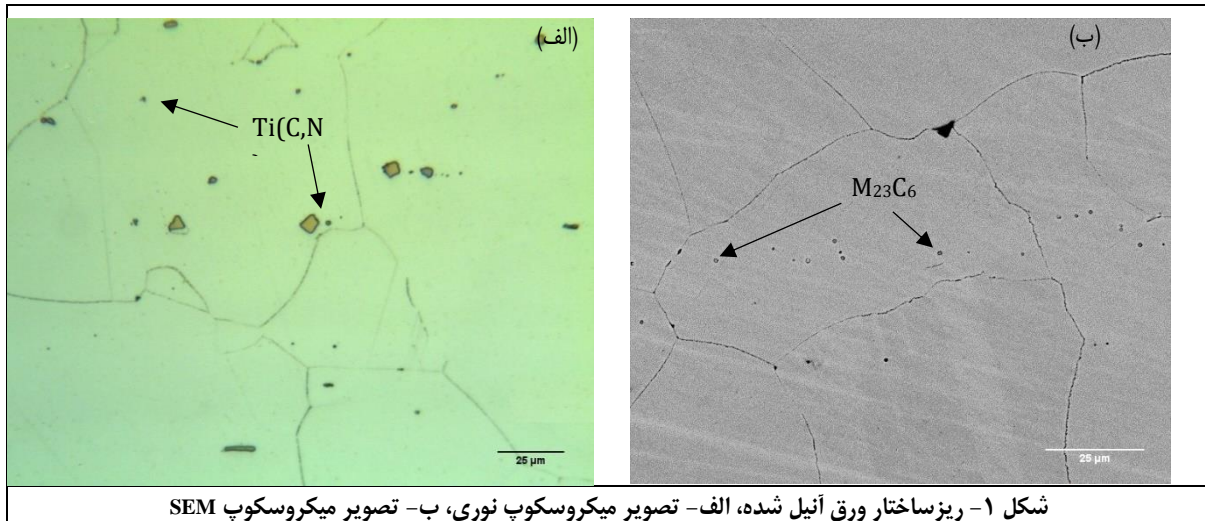 (الف)
(ب)
Ti(C,N
M₂₃C₆
25 µm
25 µm
شکل ۱- ریزساختار ورق آنیل شده، الف- تصویر میکروسکوپ نوری، ب- تصویر میکروسکوپ SEM